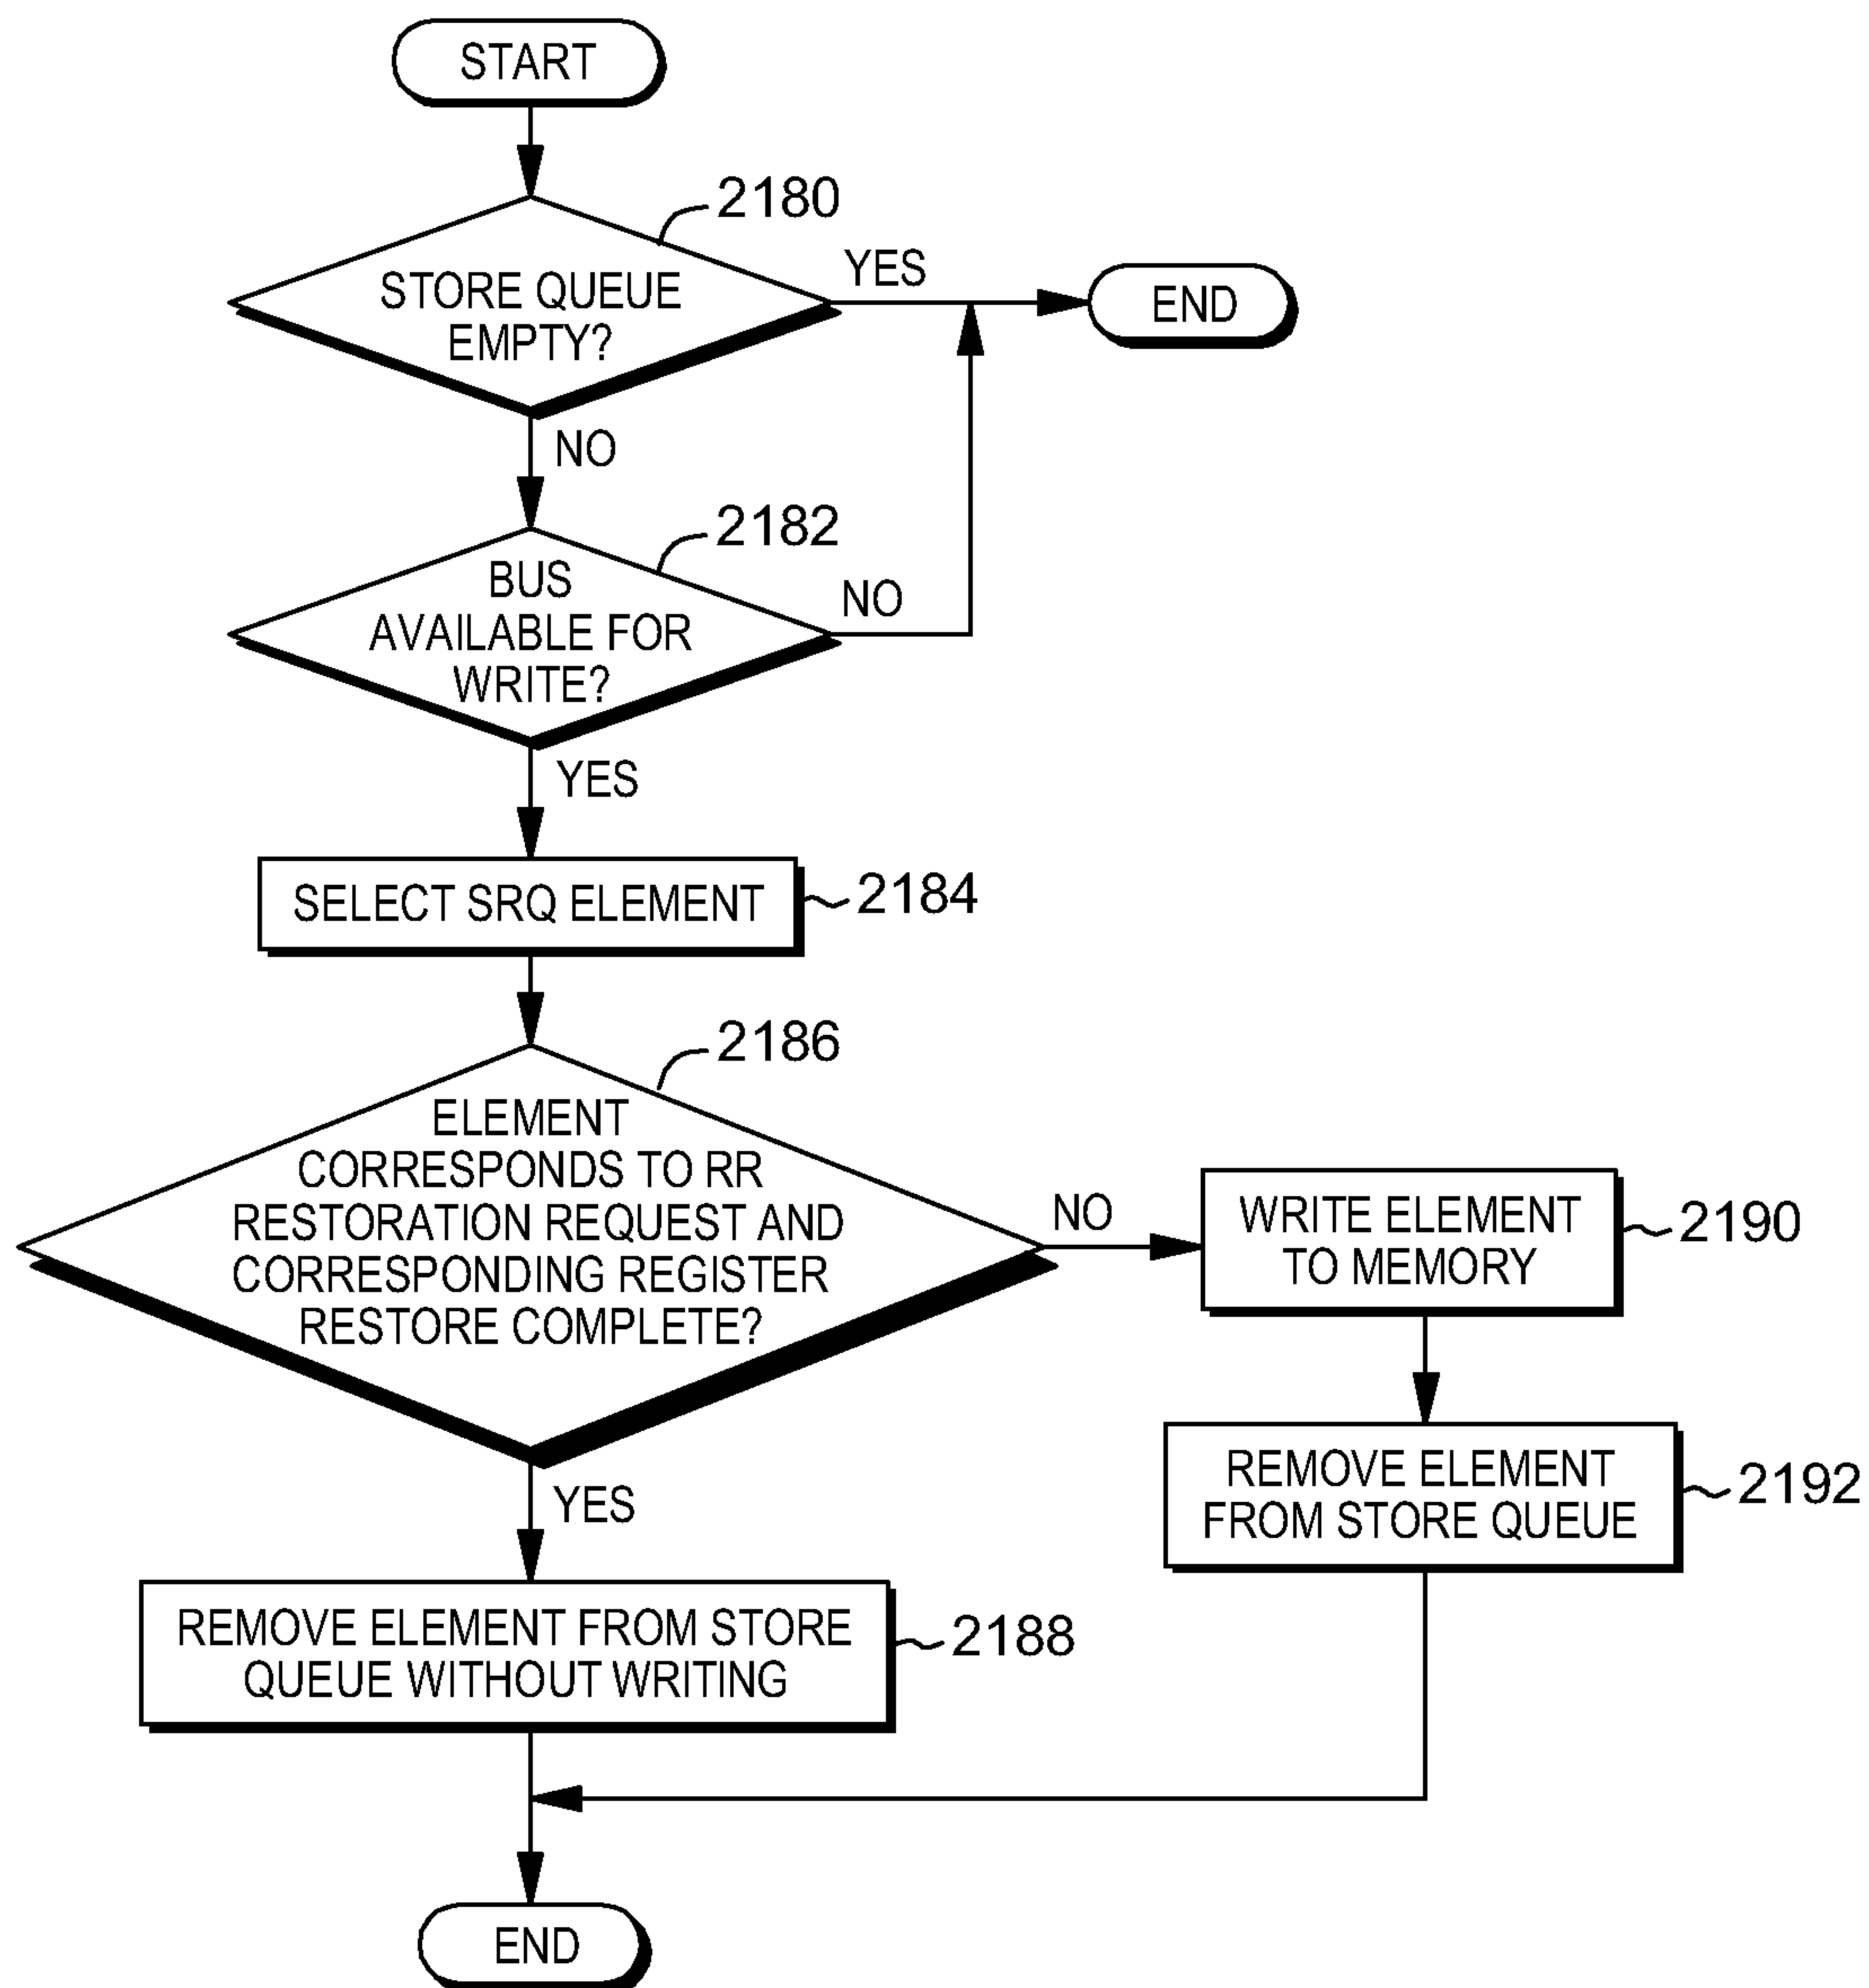 START
2180
STORE QUEUE
EMPTY?
YES
END
NO
2182
BUS
AVAILABLE FOR
WRITE?
NO
YES
SELECT SRQ ELEMENT
2184
2186
ELEMENT
CORRESPONDS TO RR
RESTORATION REQUEST AND
CORRESPONDING REGISTER
RESTORE COMPLETE?
NO
WRITE ELEMENT
TO MEMORY
2190
REMOVE ELEMENT
FROM STORE QUEUE
2192
YES
REMOVE ELEMENT FROM STORE
QUEUE WITHOUT WRITING
2188
END